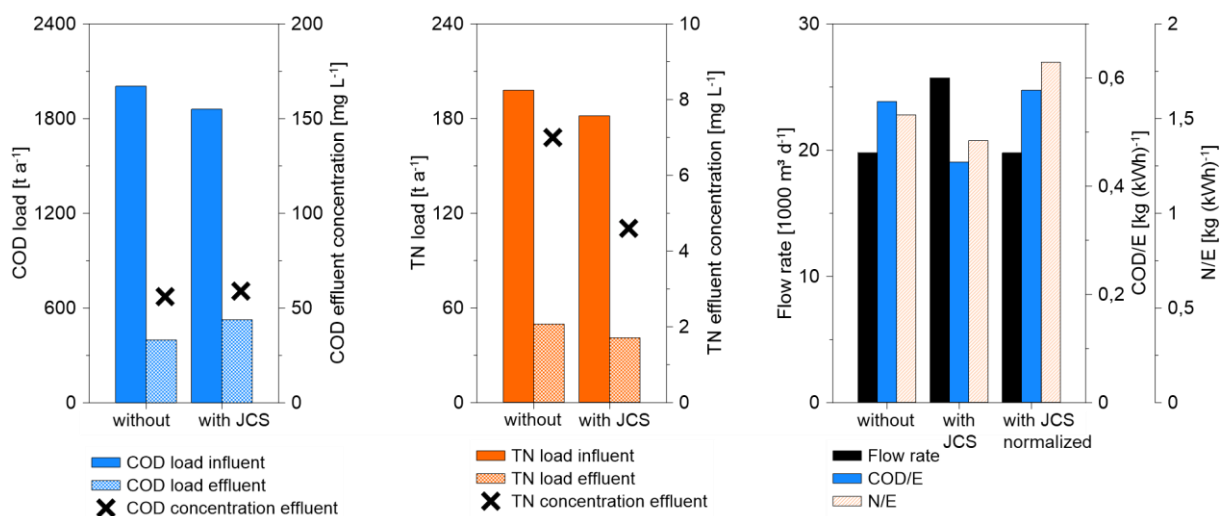 2400
1800
1200
600
0
COD load [t a⁻¹]
200
150
100
50
0
COD effluent concentration [mg L⁻¹]
without
with JCS
COD load influent
COD load effluent
COD concentration effluent
240
180
120
60
0
TN load [t a⁻¹]
10
8
6
4
2
0
TN effluent concentration [mg L⁻¹]
without
with JCS
TN load influent
TN load effluent
TN concentration effluent
30
20
10
0
Flow rate [1000 m³ d⁻¹]
0,6
0,4
0,2
0
COD/E [kg (kWh)⁻¹]
2
1,5
1
0,5
0
N/E [kg (kWh)⁻¹]
without
with
JCS
with JCS
normalized
Flow rate
COD/E
N/E